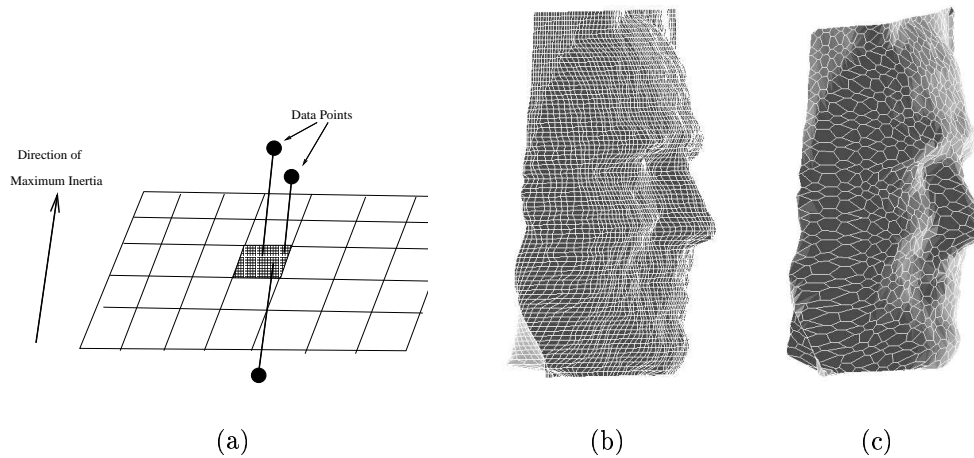 Data Points
Direction of
Maximum Inertia
(a)
(b)
(c)